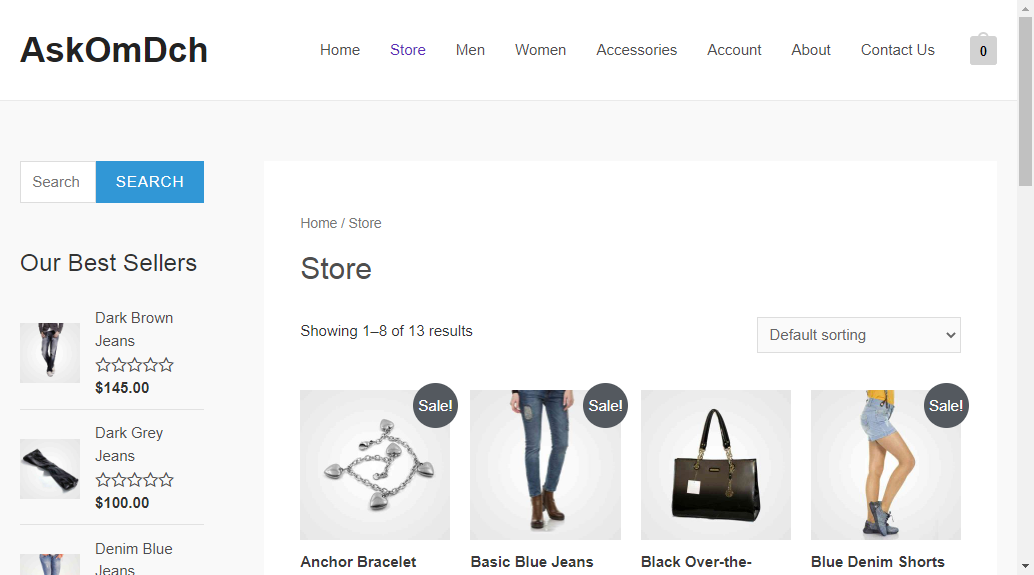 AskOmDch
Home Store Men Women Accessories Account About Contact Us 0
Search SEARCH
Our Best Sellers
Dark Brown
Jeans
$145.00
Dark Grey
Jeans
$100.00
Denim Blue
Jeans
Home / Store
Store
Showing 1–8 of 13 results
Default sorting
Sale! Sale! Sale!
Anchor Bracelet Basic Blue Jeans Black Over-the- Blue Denim Shorts